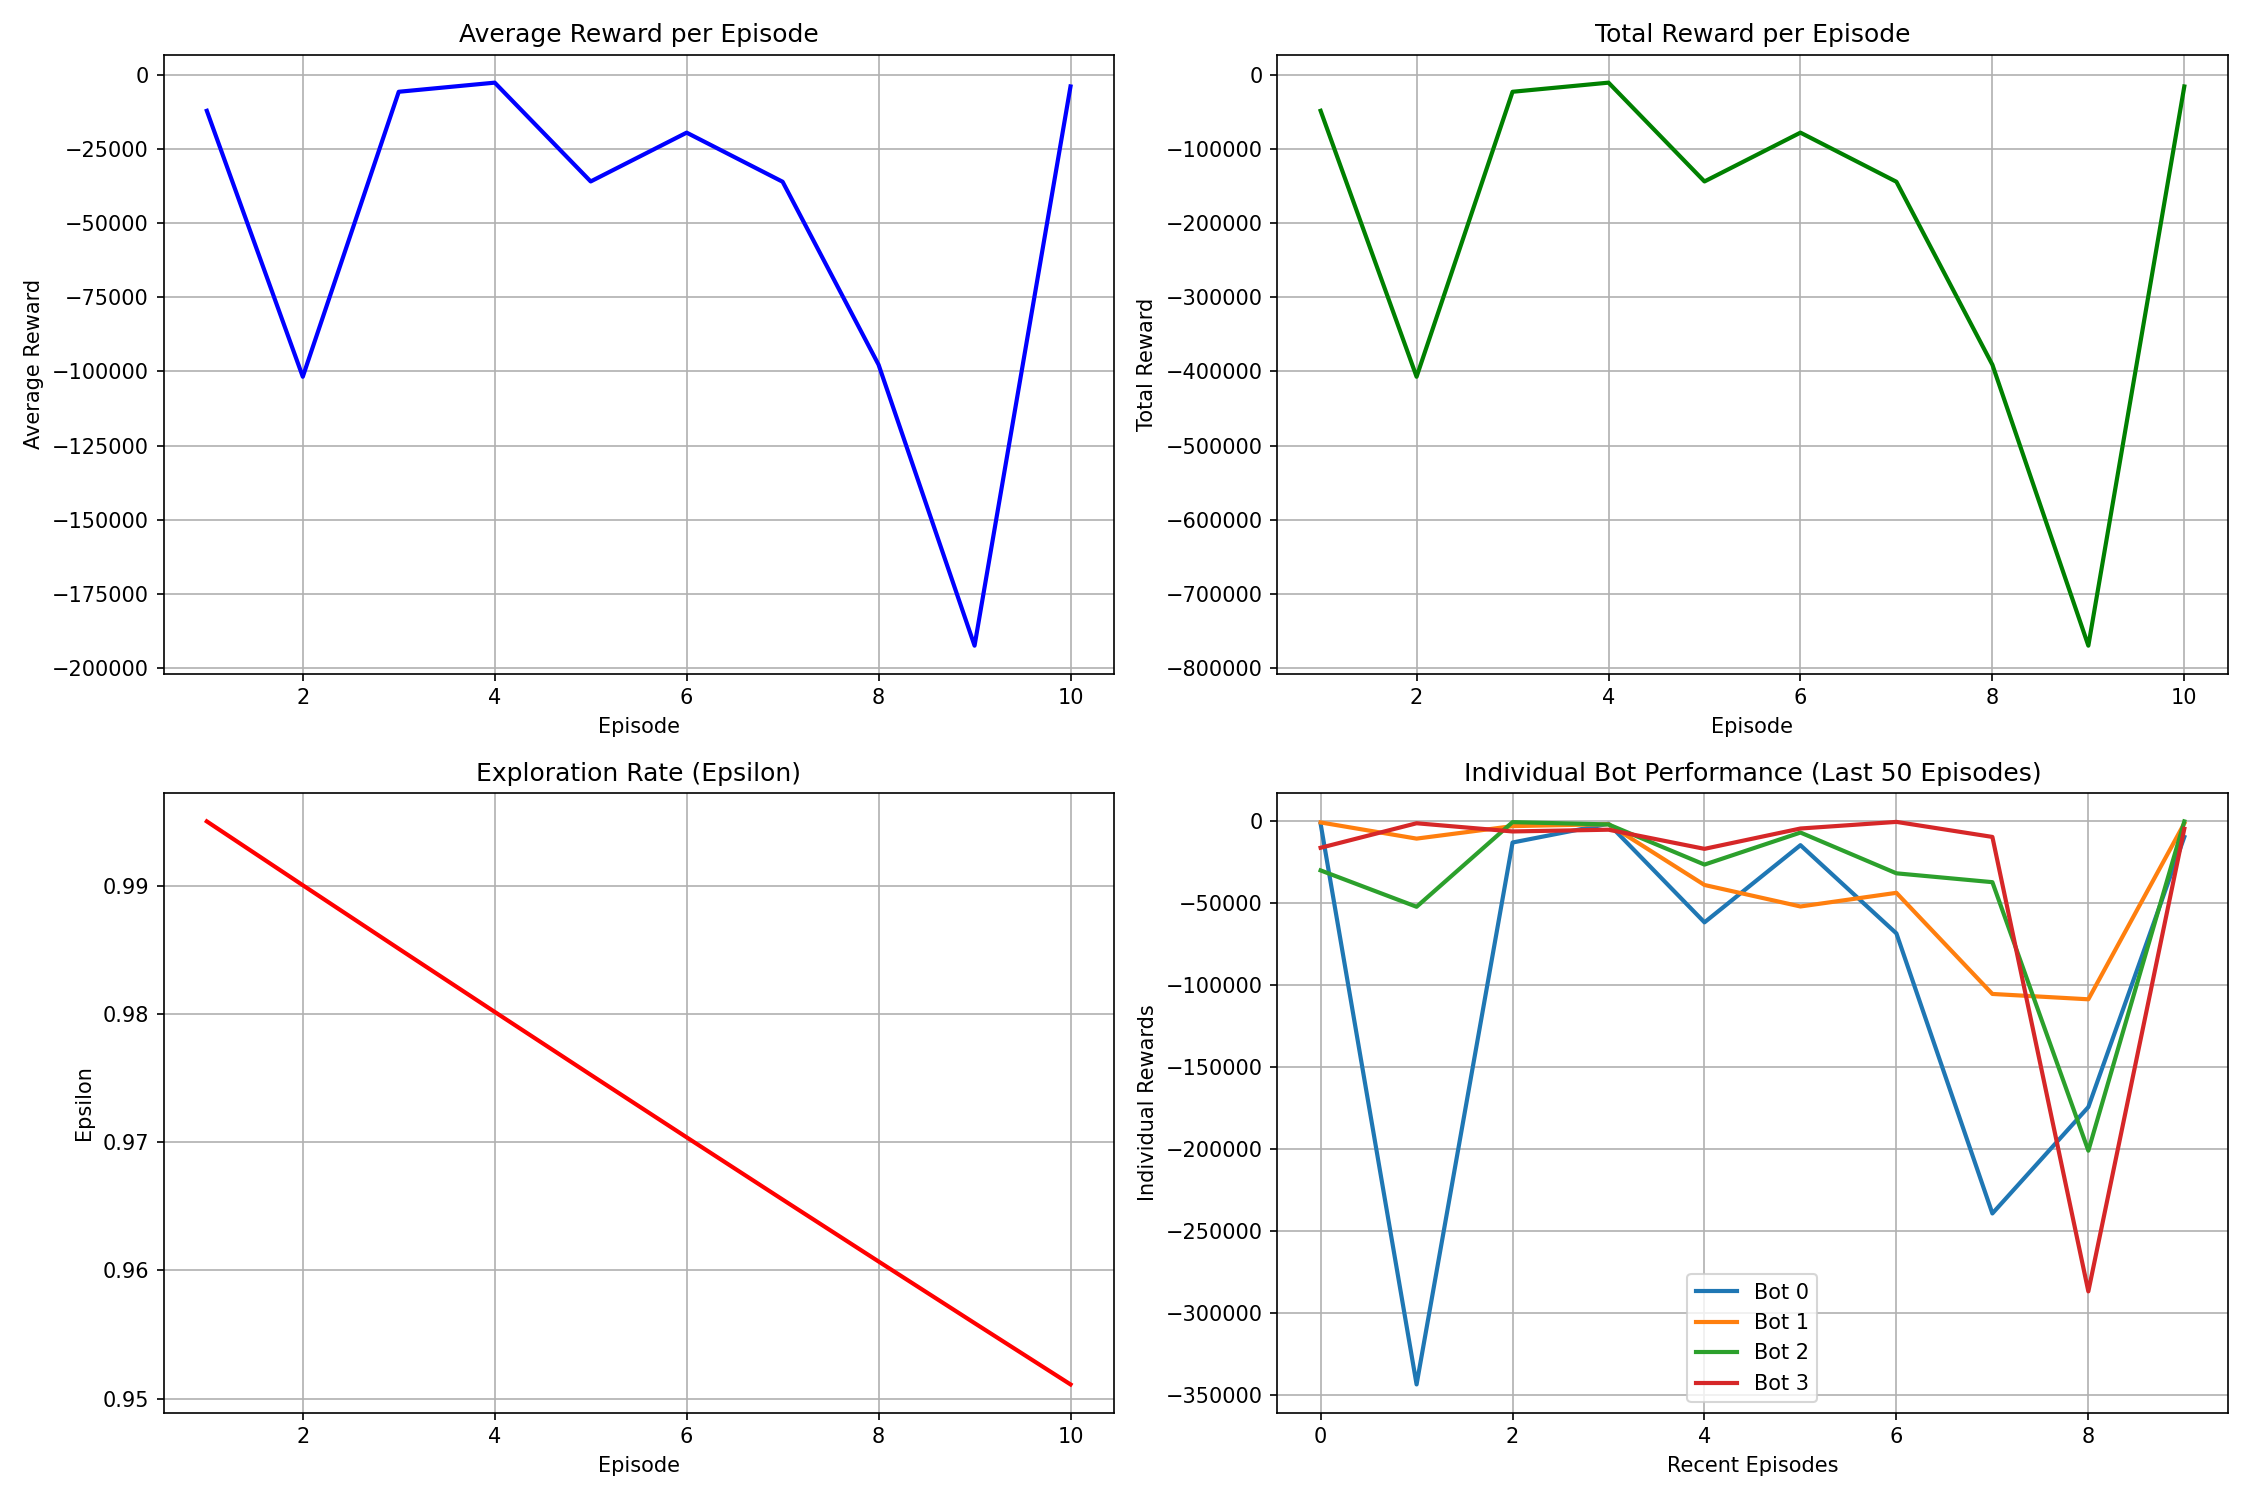 Average Reward per Episode
0
−25000
−50000
−75000
−100000
−125000
−150000
−175000
−200000
Average Reward
2 4 6 8 10
Episode
Total Reward per Episode
0
−100000
−200000
−300000
−400000
−500000
−600000
−700000
−800000
Total Reward
2 4 6 8 10
Episode
Exploration Rate (Epsilon)
0.99
0.98
0.97
0.96
0.95
Epsilon
2 4 6 8 10
Episode
Individual Bot Performance (Last 50 Episodes)
0
−50000
−100000
−150000
−200000
−250000
−300000
−350000
Individual Rewards
Bot 0
Bot 1
Bot 2
Bot 3
0 2 4 6 8
Recent Episodes